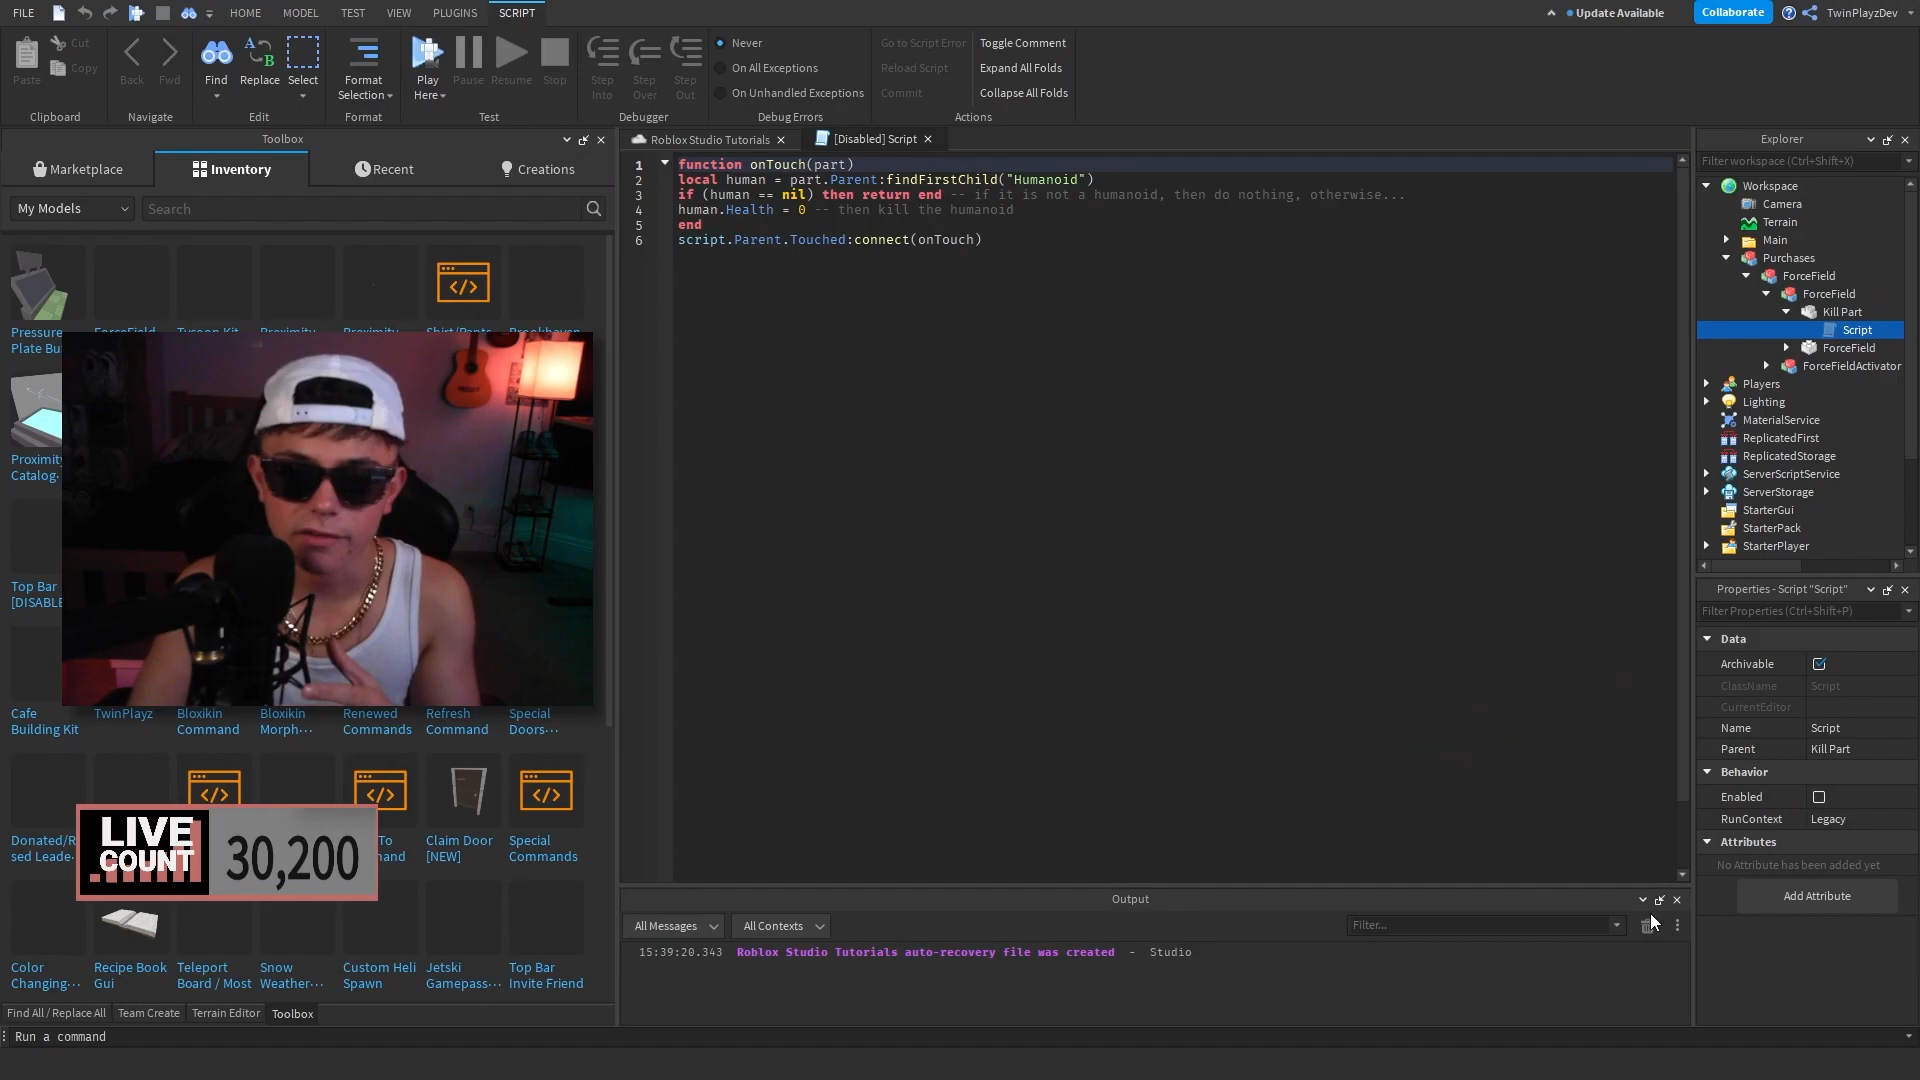 FILE HOME MODEL TEST VIEW PLUGINS SCRIPT Update Available Collaborate TwinPlayzDev
Paste Cut Copy Back Fwd Find Replace Select Format Selection Play Here Pause Resume Stop Step Into Step Over Step Out
Never
On All Exceptions
On Unhandled Exceptions
Go to Script Error
Reload Script
Commit
Toggle Comment
Expand All Folds
Collapse All Folds
Clipboard Navigate Edit Format Test Debugger Debug Errors Actions
Toolbox
Marketplace Inventory Recent Creations
My Models Search
Pressure
Plate Bu
Proximity
Catalog...
Top Bar
[DISABLE
Cafe
Building Kit
TwinPlayz
Bloxikin
Command
Bloxikin
Morph...
Renewed
Commands
Refresh
Command
Special
Doors...
Donated/R
sed Leade
To
Claim Door
[NEW]
Special
Commands
LIVE
COUNT
30,200
Color
Changing...
Recipe Book
Gui
Teleport
Board / Most
Snow
Weather...
Custom Heli
Spawn
Jetski
Gamepass...
Top Bar
Invite Friend
Find All / Replace All Team Create Terrain Editor Toolbox
Run a command
Roblox Studio Tutorials [Disabled] Script
1 function onTouch(part)
2 local human = part.Parent:findFirstChild("Humanoid")
3 if (human == nil) then return end -- if it is not a humanoid, then do nothing, otherwise...
4 human.Health = 0 -- then kill the humanoid
5 end
6 script.Parent.Touched:connect(onTouch)
Output
All Messages All Contexts Filter...
15:39:20.343 Roblox Studio Tutorials auto-recovery file was created - Studio
Explorer
Filter workspace (Ctrl+Shift+X)
Workspace
Camera
Terrain
Main
Purchases
ForceField
ForceField
Kill Part
Script
ForceField
ForceFieldActivator
Players
Lighting
MaterialService
ReplicatedFirst
ReplicatedStorage
ServerScriptService
ServerStorage
StarterGui
StarterPack
StarterPlayer
Properties - Script "Script"
Filter Properties (Ctrl+Shift+P)
Data
Archivable
ClassName Script
CurrentEditor
Name Script
Parent Kill Part
Behavior
Enabled
RunContext Legacy
Attributes
No Attribute has been added yet
Add Attribute